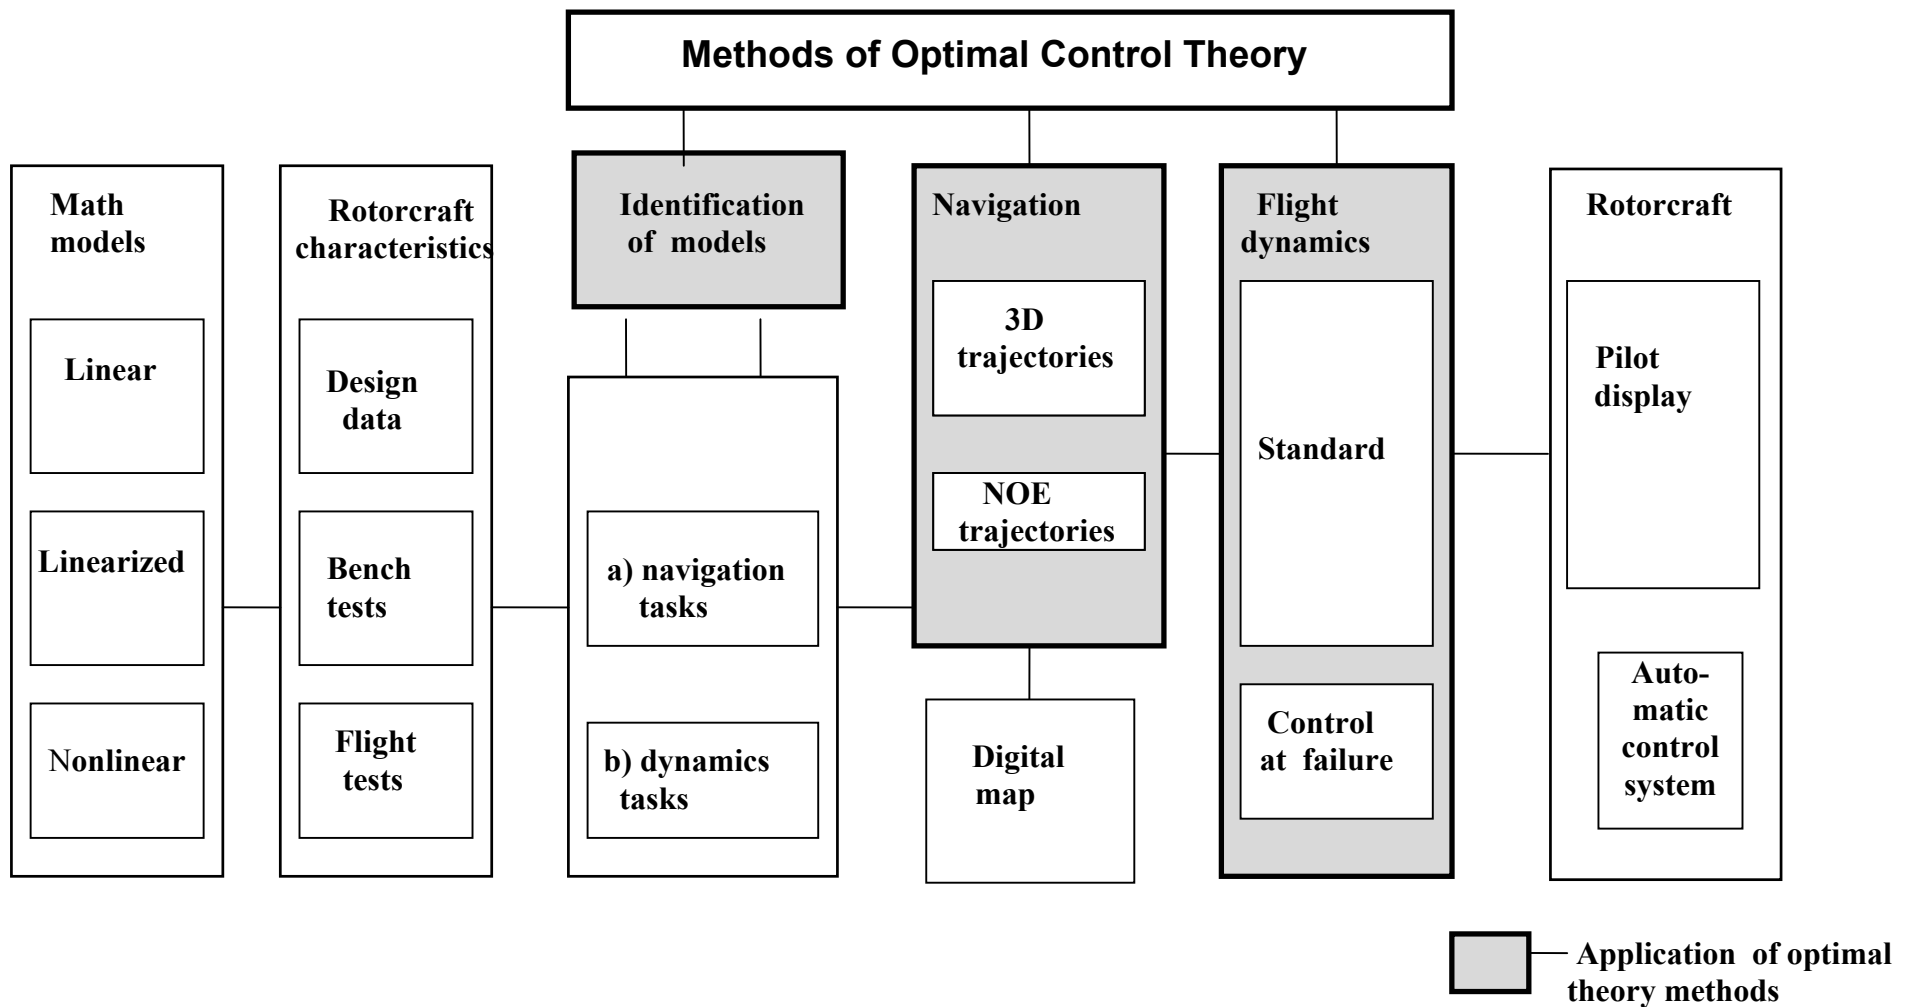 Methods of Optimal Control Theory
Math
models
Linear
Linearized
Nonlinear
Rotorcraft
characteristics
Design
data
Bench
tests
Flight
tests
Identification
of models
a) navigation
tasks
b) dynamics
tasks
Navigation
3D
trajectories
NOE
trajectories
Digital
map
Flight
dynamics
Standard
Control
at failure
Rotorcraft
Pilot
display
Auto-
matic
control
system
Application of optimal
theory methods